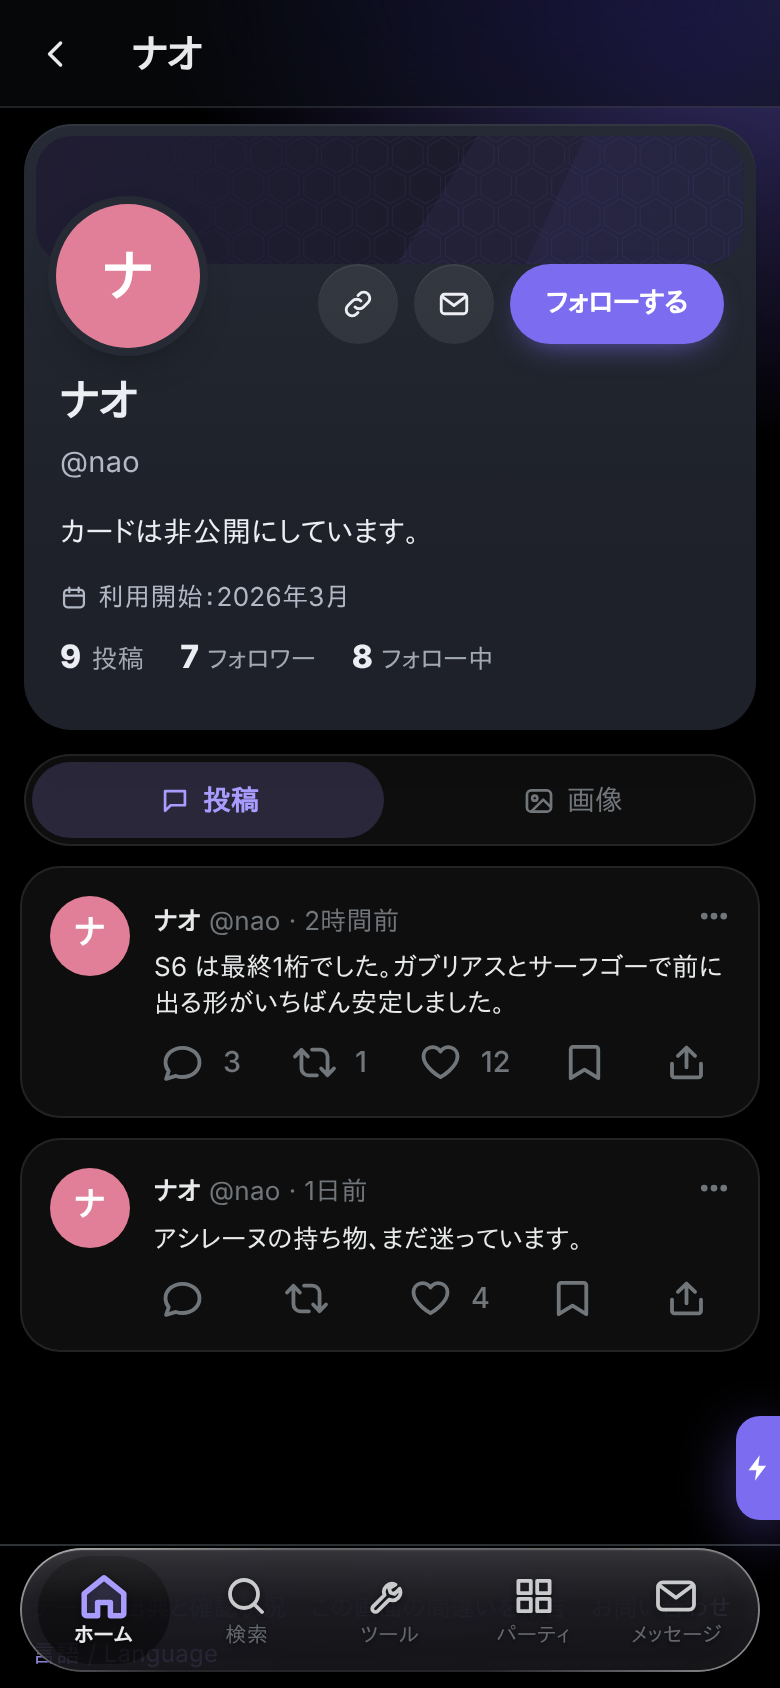 ナオ
ナ
フォローする
ナオ
@nao
カードは非公開にしています。
利用開始:2026年3月
9 投稿 7 フォロワー 8 フォロー中
投稿 画像
ナ
ナオ @nao · 2時間前
S6 は最終1桁でした。ガブリアスとサーフゴーで前に
出る形がいちばん安定しました。
3 1 12
ナ
ナオ @nao · 1日前
アシレーヌの持ち物、まだ迷っています。
4
ホーム 検索 ツール パーティ メッセージ
言語 / Language